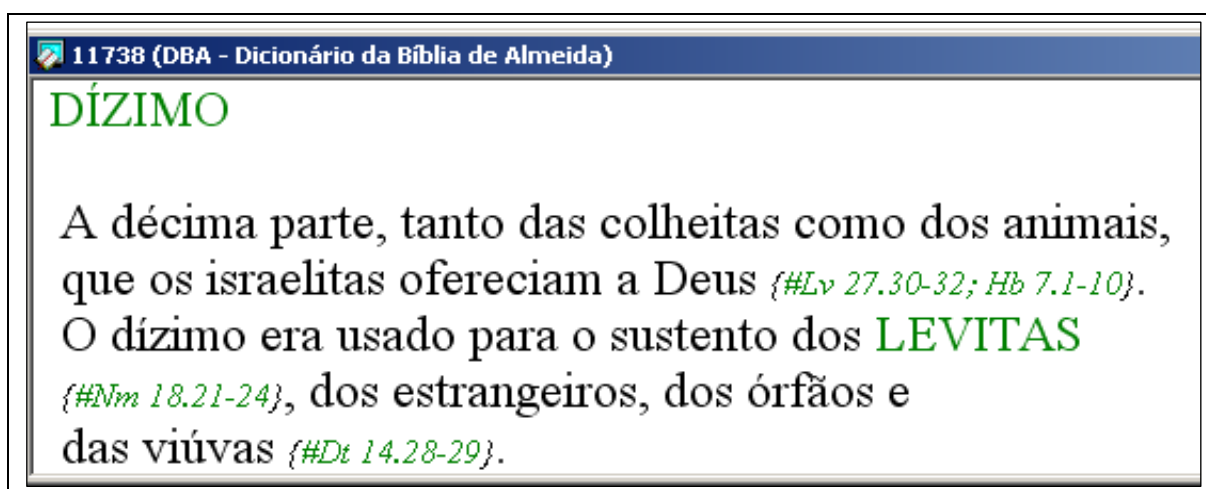 11738 (DBA - Dicionário da Bíblia de Almeida)
DÍZIMO
A décima parte, tanto das colheitas como dos animais,
que os israelitas ofereciam a Deus {#Lv 27.30-32; Hb 7.1-10}.
O dízimo era usado para o sustento dos LEVITAS
{#Nm 18.21-24}, dos estrangeiros, dos órfãos e
das viúvas {#Dt 14.28-29}.